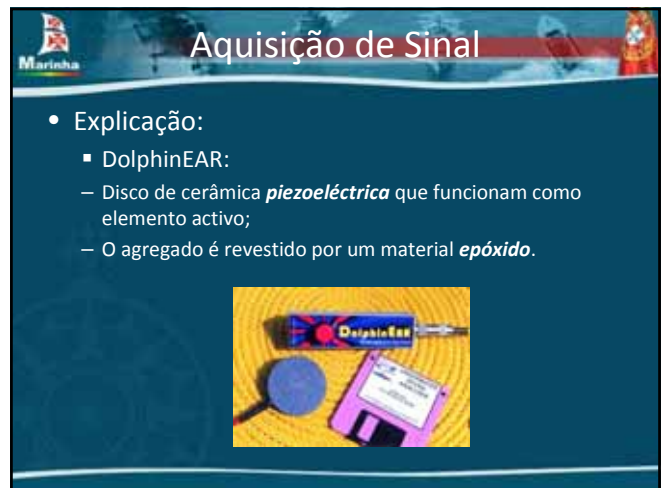 Marinha
Aquisição de Sinal
• Explicação:
▪ DolphinEAR:
– Disco de cerâmica piezoeléctrica que funcionam como
elemento activo;
– O agregado é revestido por um material epóxido.
DolphinEAR